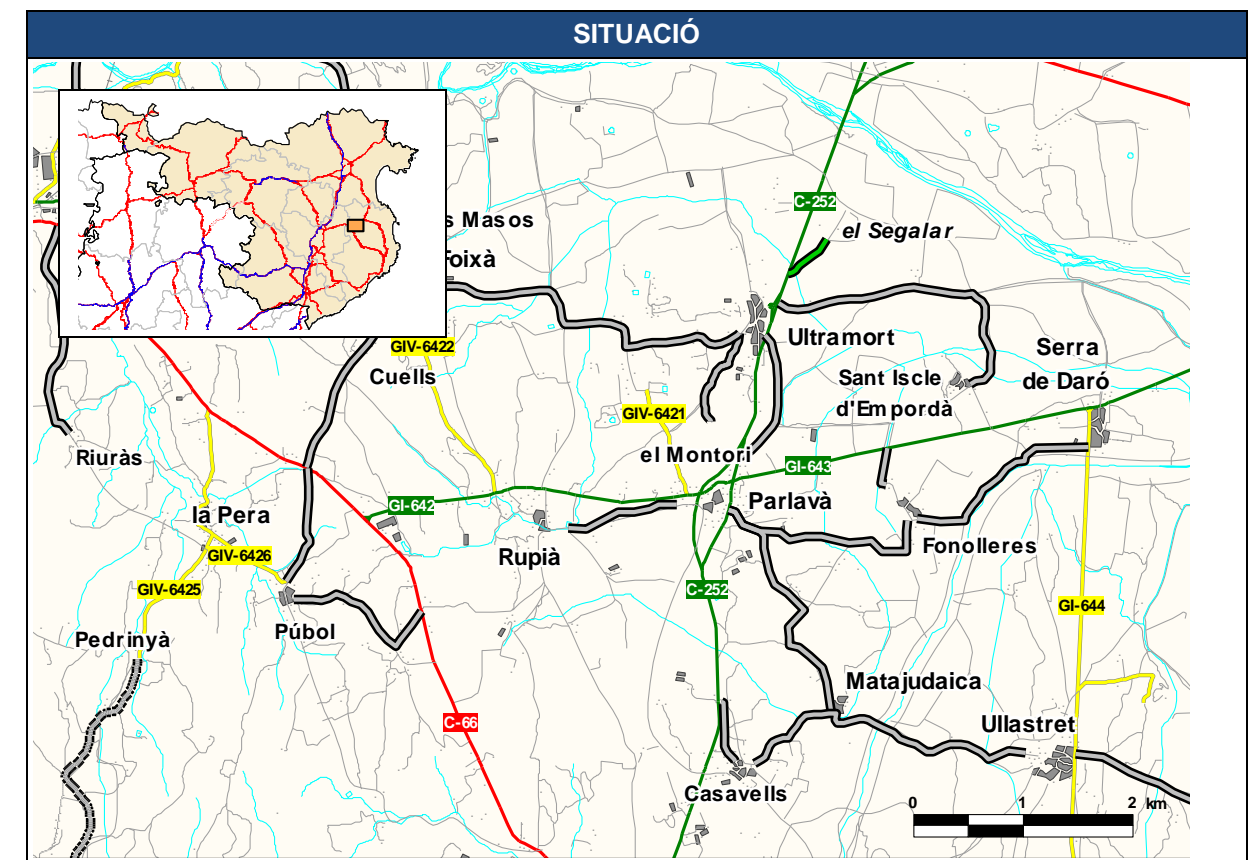 SITUACIÓ
C-252
el Segalar
s Masos
Foixà
Ultramort
Serra
de Daró
GIV-6422
Cuells
Sant Iscle
d'Empordà
GIV-6421
el Montori
GI-643
Riuràs
GI-642
Parlavà
la Pera
Rupià
Fonolleres
GIV-6426
GIV-6425
C-252
GI-644
Púbol
Pedrinyà
Matajudaica
C-66
Ullastret
Casavells
0 1 2 km